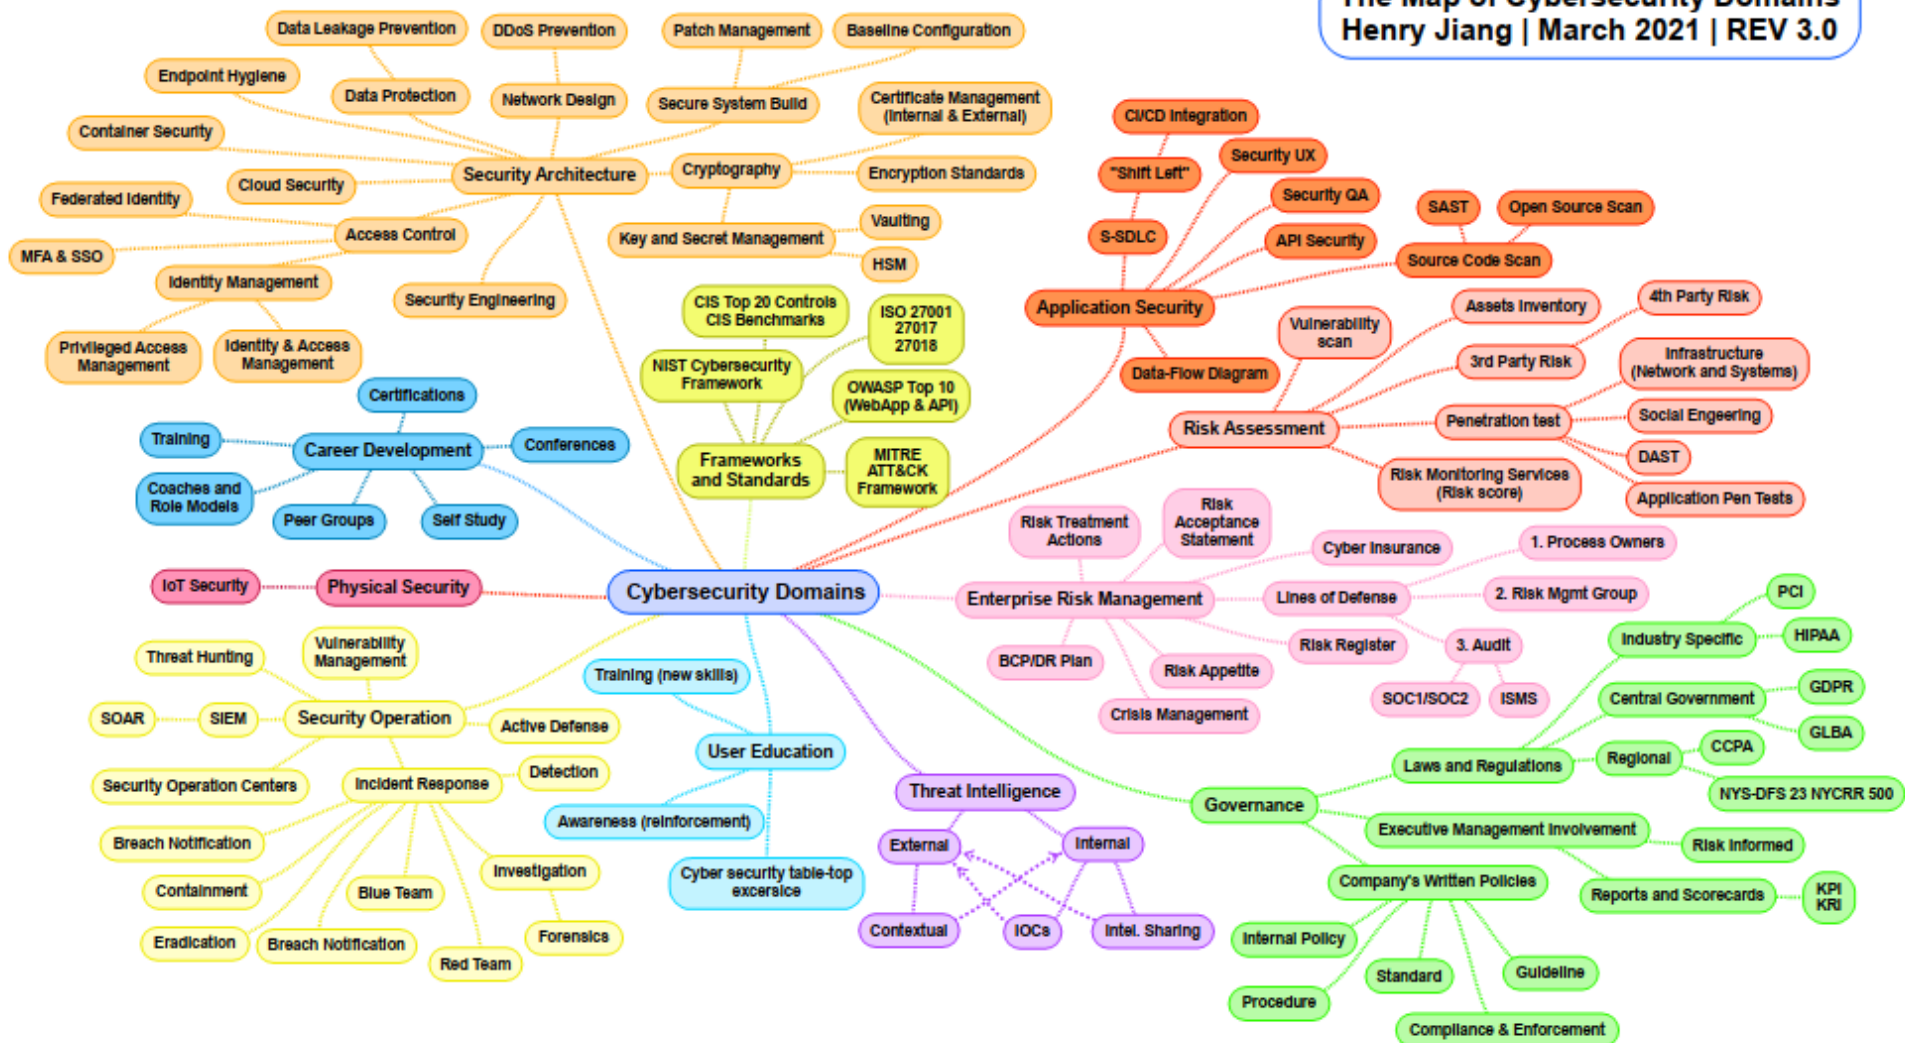 The Map of Cybersecurity Domains
Henry Jiang | March 2021 | REV 3.0
Data Leakage Prevention
DDoS Prevention
Patch Management
Baseline Configuration
Endpoint Hygiene
Data Protection
Network Design
Secure System Build
Certificate Management
(Internal & External)
Container Security
Security Architecture
Cryptography
Encryption Standards
Cloud Security
Federated Identity
Access Control
Key and Secret Management
Vaulting
HSM
MFA & SSO
Identity Management
Security Engineering
Privileged Access
Management
Identity & Access
Management
CI/CD Integration
"Shift Left"
Security UX
Security QA
S-SDLC
API Security
SAST
Open Source Scan
Source Code Scan
Application Security
Data-Flow Diagram
CIS Top 20 Controls
CIS Benchmarks
ISO 27001
27017
27018
NIST Cybersecurity
Framework
OWASP Top 10
(WebApp & API)
Frameworks
and Standards
MITRE
ATT&CK
Framework
Vulnerability
scan
Assets Inventory
4th Party Risk
3rd Party Risk
Infrastructure
(Network and Systems)
Risk Assessment
Penetration test
Social Engeering
DAST
Risk Monitoring Services
(Risk score)
Application Pen Tests
Certifications
Training
Career Development
Conferences
Coaches and
Role Models
Peer Groups
Self Study
IoT Security
Physical Security
Cybersecurity Domains
Risk Treatment
Actions
Risk
Acceptance
Statement
Cyber Insurance
1. Process Owners
Enterprise Risk Management
Lines of Defense
2. Risk Mgmt Group
BCP/DR Plan
Risk Appetite
Risk Register
3. Audit
Crisis Management
SOC1/SOC2
ISMS
Threat Hunting
Vulnerability
Management
SOAR
SIEM
Security Operation
Active Defense
Security Operation Centers
Incident Response
Detection
Breach Notification
Containment
Blue Team
Investigation
Eradication
Breach Notification
Red Team
Forensics
Training (new skills)
User Education
Awareness (reinforcement)
Cyber security table-top
excersice
Threat Intelligence
External
Internal
Contextual
IOCs
Intel. Sharing
PCI
Industry Specific
HIPAA
Central Government
GDPR
GLBA
Laws and Regulations
Regional
CCPA
NYS-DFS 23 NYCRR 500
Governance
Executive Management Involvement
Risk Informed
Company's Written Policies
Reports and Scorecards
KPI
KRI
Internal Policy
Standard
Guideline
Procedure
Compliance & Enforcement